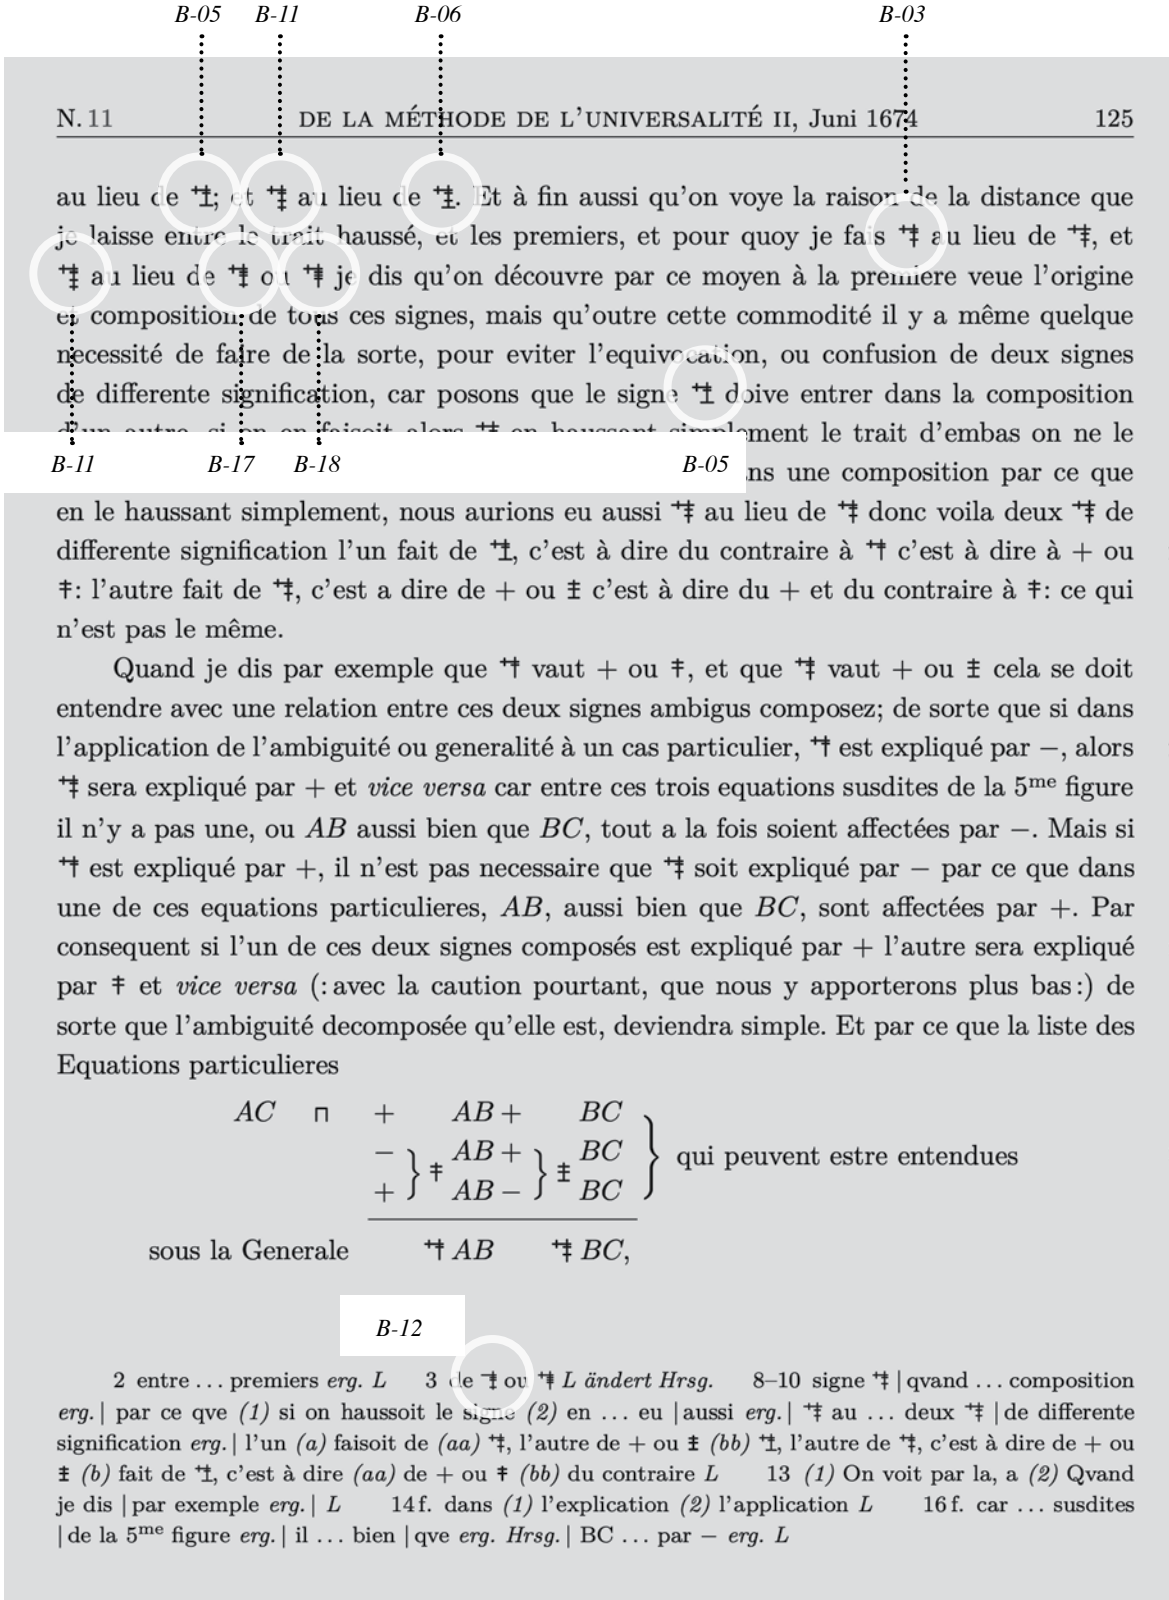 B-05 B-11 B-06 B-03
N. 11 DE LA MÉTHODE DE L'UNIVERSALITÉ II, Juni 1674 125
au lieu de ; et au lieu de . Et à fin aussi qu'on voye la raison de la distance que
je laisse entre le trait haussé, et les premiers, et pour quoy je fais au lieu de , et
au lieu de ou je dis qu'on découvre par ce moyen à la premiere veue l'origine
et composition de tous ces signes, mais qu'outre cette commodité il y a même quelque
necessité de faire de la sorte, pour eviter l'equivocation, ou confusion de deux signes
de differente signification, car posons que le signe doive entrer dans la composition
d'un autre, si on en faisoit alors en haussant simplement le trait d'embas on ne le
B-11 B-17 B-18 B-05
ns une composition par ce que
en le haussant simplement, nous aurions eu aussi au lieu de donc voila deux de
differente signification l'un fait de , c'est à dire du contraire à c'est à dire à + ou
‡: l'autre fait de , c'est a dire de + ou ± c'est à dire du + et du contraire à ‡: ce qui
n'est pas le même.
Quand je dis par exemple que vaut + ou ‡, et que vaut + ou ± cela se doit
entendre avec une relation entre ces deux signes ambigus composez; de sorte que si dans
l'application de l'ambiguité ou generalité à un cas particulier, est expliqué par −, alors
sera expliqué par + et vice versa car entre ces trois equations susdites de la 5me figure
il n'y a pas une, ou AB aussi bien que BC, tout a la fois soient affectées par −. Mais si
est expliqué par +, il n'est pas necessaire que soit expliqué par − par ce que dans
une de ces equations particulieres, AB, aussi bien que BC, sont affectées par +. Par
consequent si l'un de ces deux signes composés est expliqué par + l'autre sera expliqué
par ‡ et vice versa (: avec la caution pourtant, que nous y apporterons plus bas :) de
sorte que l'ambiguité decomposée qu'elle est, deviendra simple. Et par ce que la liste des
Equations particulieres
AC ⊓ + AB + BC
− AB + BC
} ‡ } ± } qui peuvent estre entendues
+ AB − BC
sous la Generale AB BC,
B-12
2 entre . . . premiers erg. L 3 de ou L ändert Hrsg. 8–10 signe | qvand . . . composition
erg. | par ce qve (1) si on haussoit le signe (2) en . . . eu | aussi erg. | au . . . deux | de differente
signification erg. | l'un (a) faisoit de (aa) , l'autre de + ou ± (bb) , l'autre de , c'est à dire de + ou
± (b) fait de , c'est à dire (aa) de + ou ‡ (bb) du contraire L 13 (1) On voit par la, a (2) Qvand
je dis | par exemple erg. | L 14 f. dans (1) l'explication (2) l'application L 16 f. car . . . susdites
| de la 5me figure erg. | il . . . bien | qve erg. Hrsg. | BC . . . par − erg. L